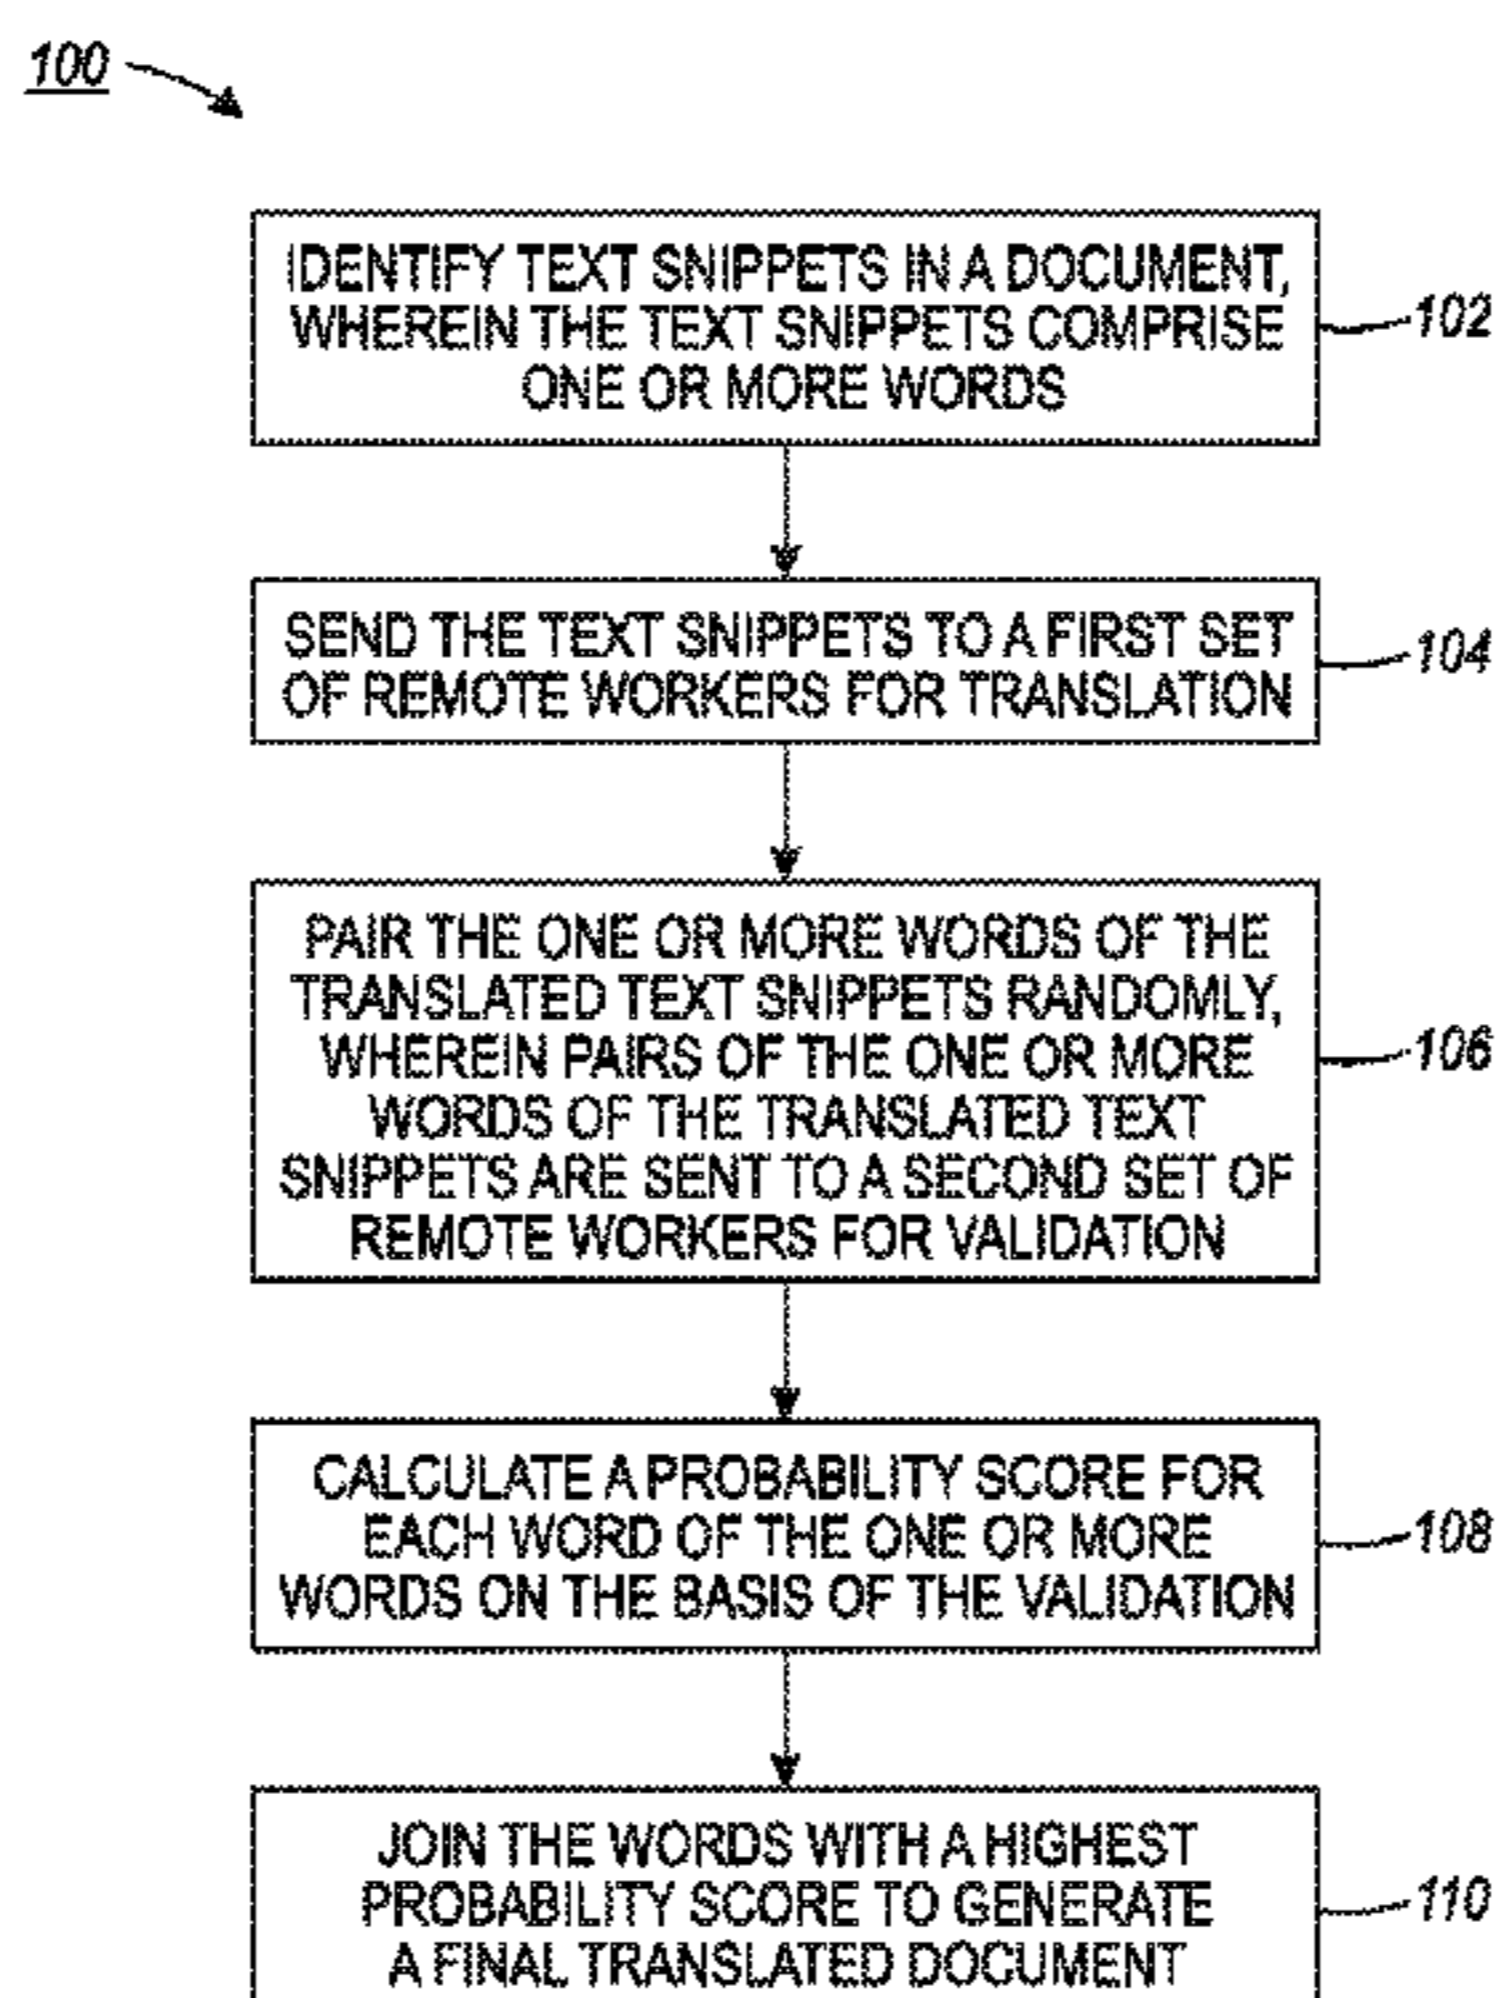 100
IDENTIFY TEXT SNIPPETS IN A DOCUMENT,
WHEREIN THE TEXT SNIPPETS COMPRISE
ONE OR MORE WORDS
102
SEND THE TEXT SNIPPETS TO A FIRST SET
OF REMOTE WORKERS FOR TRANSLATION
104
PAIR THE ONE OR MORE WORDS OF THE
TRANSLATED TEXT SNIPPETS RANDOMLY,
WHEREIN PAIRS OF THE ONE OR MORE
WORDS OF THE TRANSLATED TEXT
SNIPPETS ARE SENT TO A SECOND SET OF
REMOTE WORKERS FOR VALIDATION
106
CALCULATE A PROBABILITY SCORE FOR
EACH WORD OF THE ONE OR MORE
WORDS ON THE BASIS OF THE VALIDATION
108
JOIN THE WORDS WITH A HIGHEST
PROBABILITY SCORE TO GENERATE
A FINAL TRANSLATED DOCUMENT
110